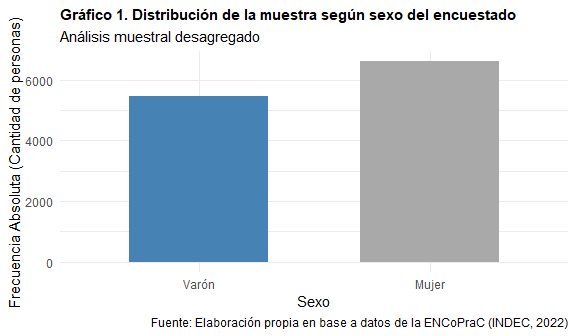 Gráfico 1. Distribución de la muestra según sexo del encuestado
Análisis muestral desagregado
Frecuencia Absoluta (Cantidad de personas)
6000
4000
2000
0
Varón
Mujer
Sexo
Fuente: Elaboración propia en base a datos de la ENCoPraC (INDEC, 2022)